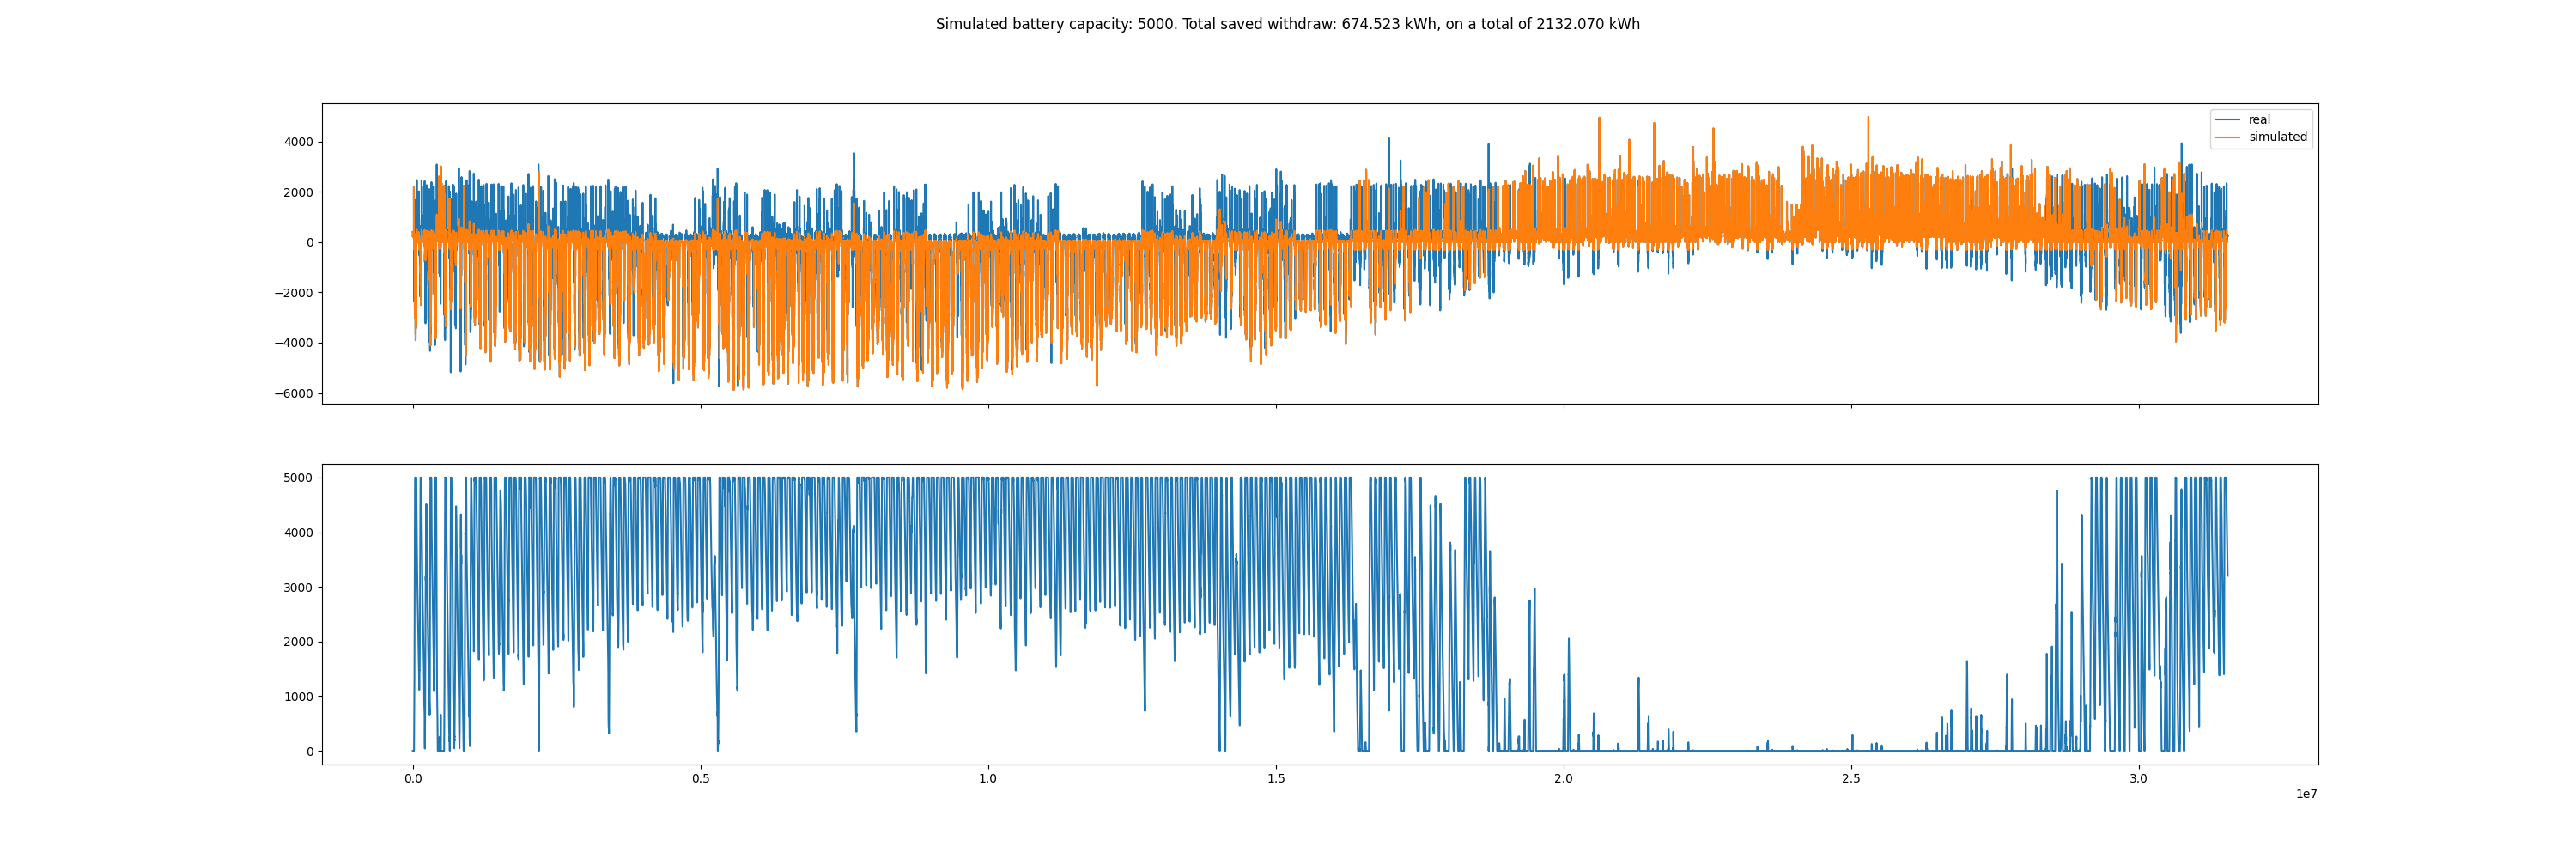 Simulated battery capacity: 5000. Total saved withdraw: 674.523 kWh, on a total of 2132.070 kWh
4000
2000
0
−2000
−4000
−6000
real
simulated
5000
4000
3000
2000
1000
0
0.0 0.5 1.0 1.5 2.0 2.5 3.0
1e7